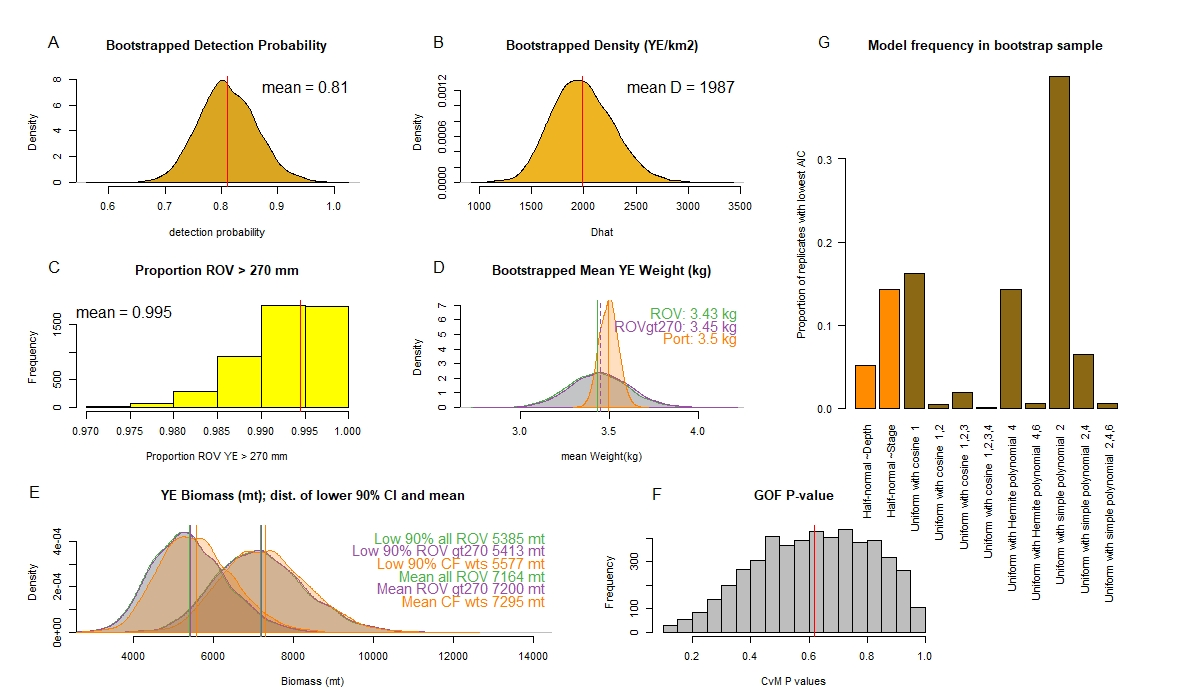 A
Bootstrapped Detection Probability
mean = 0.81
Density
0 2 4 6 8
0.6 0.7 0.8 0.9 1.0
detection probability
B
Bootstrapped Density (YE/km2)
mean D = 1987
Density
0.0000 0.0006 0.0012
1000 1500 2000 2500 3000 3500
Dhat
C
Proportion ROV > 270 mm
mean = 0.995
Frequency
0 500 1500
0.970 0.975 0.980 0.985 0.990 0.995 1.000
Proportion ROV YE > 270 mm
D
Bootstrapped Mean YE Weight (kg)
ROV: 3.43 kg
ROVgt270: 3.45 kg
Port: 3.5 kg
Density
0 1 2 3 4 5 6 7
3.0 3.5 4.0
mean Weight(kg)
E
YE Biomass (mt); dist. of lower 90% CI and mean
Low 90% all ROV 5385 mt
Low 90% ROV gt270 5413 mt
Low 90% CF wts 5577 mt
Mean all ROV 7164 mt
Mean ROV gt270 7200 mt
Mean CF wts 7295 mt
Density
0e+00 2e-04 4e-04
4000 6000 8000 10000 12000 14000
Biomass (mt)
F
GOF P-value
Frequency
0 100 300
0.2 0.4 0.6 0.8 1.0
CvM P values
G
Model frequency in bootstrap sample
Proportion of replicates with lowest AIC
0.0 0.1 0.2 0.3
Half-normal ~Depth
Half-normal ~Stage
Uniform with cosine 1
Uniform with cosine 1,2
Uniform with cosine 1,2,3
Uniform with cosine 1,2,3,4
Uniform with Hermite polynomial 4
Uniform with Hermite polynomial 4,6
Uniform with simple polynomial 2
Uniform with simple polynomial 2,4
Uniform with simple polynomial 2,4,6